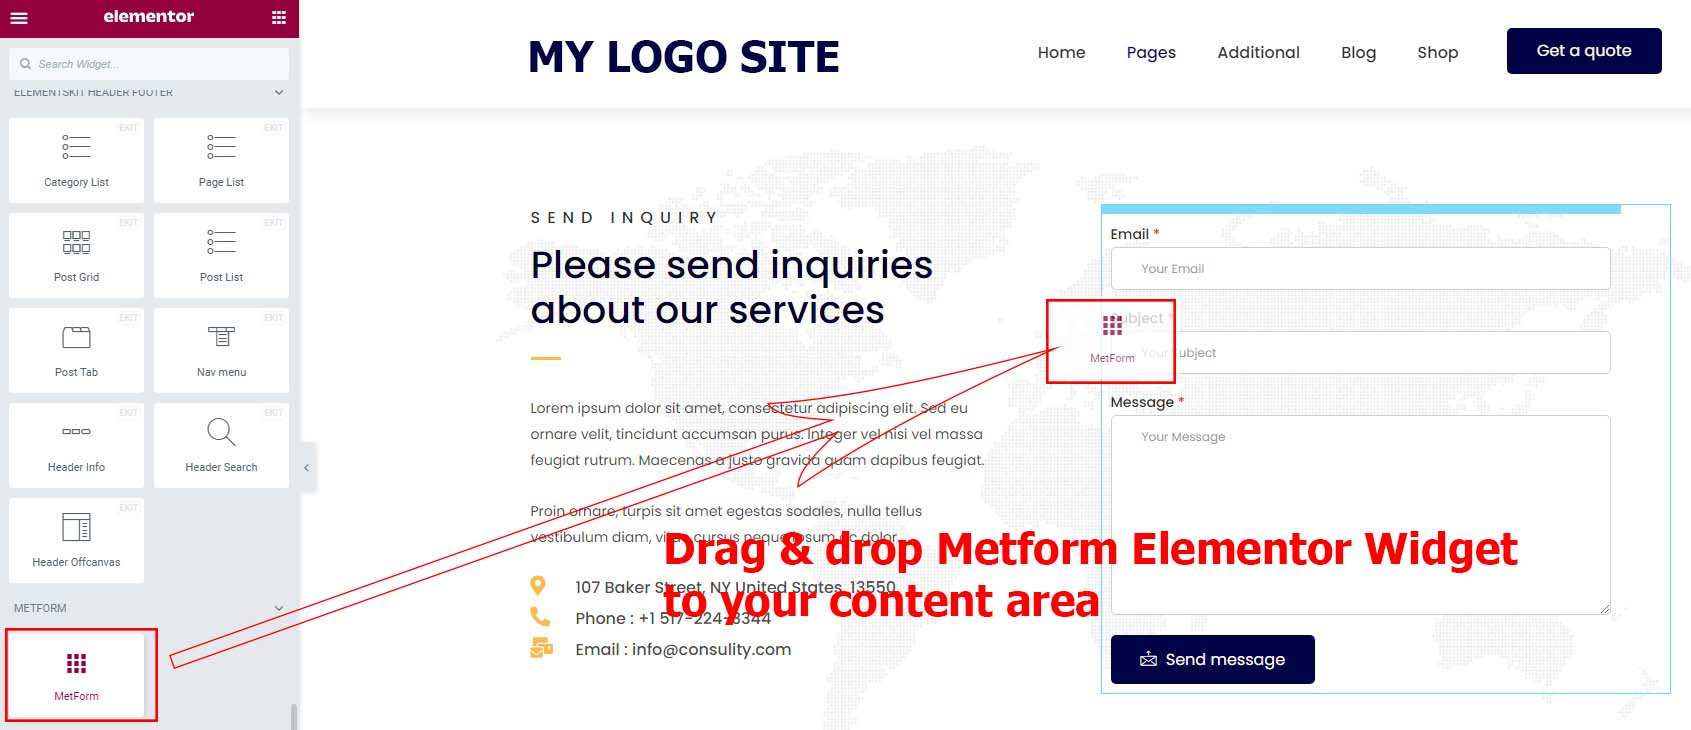 elementor
Search Widget...
ELEMENTSKIT HEADER FOOTER
EKIT
Category List
EKIT
Page List
EKIT
Post Grid
EKIT
Post List
EKIT
Post Tab
EKIT
Nav menu
EKIT
Header Info
EKIT
Header Search
EKIT
Header Offcanvas
METFORM
MetForm
MY LOGO SITE
Home
Pages
Additional
Blog
Shop
Get a quote
SEND INQUIRY
Please send inquiries
about our services
Lorem ipsum dolor sit amet, consectetur adipiscing elit. Sed eu
ornare velit, tincidunt accumsan purus. Integer vel nisi vel massa
feugiat rutrum. Maecenas a justo gravida quam dapibus feugiat.
Proin ornare, turpis sit amet egestas sodales, nulla tellus
vestibulum diam, vitae cursus neque ipsum ac dolor
107 Baker Street, NY United States, 13550
Phone : +1 517-224-3344
Email : info@consulity.com
Drag & drop Metform Elementor Widget
to your content area
Email *
Your Email
Subject *
MetForm
Your Subject
Message *
Your Message
Send message